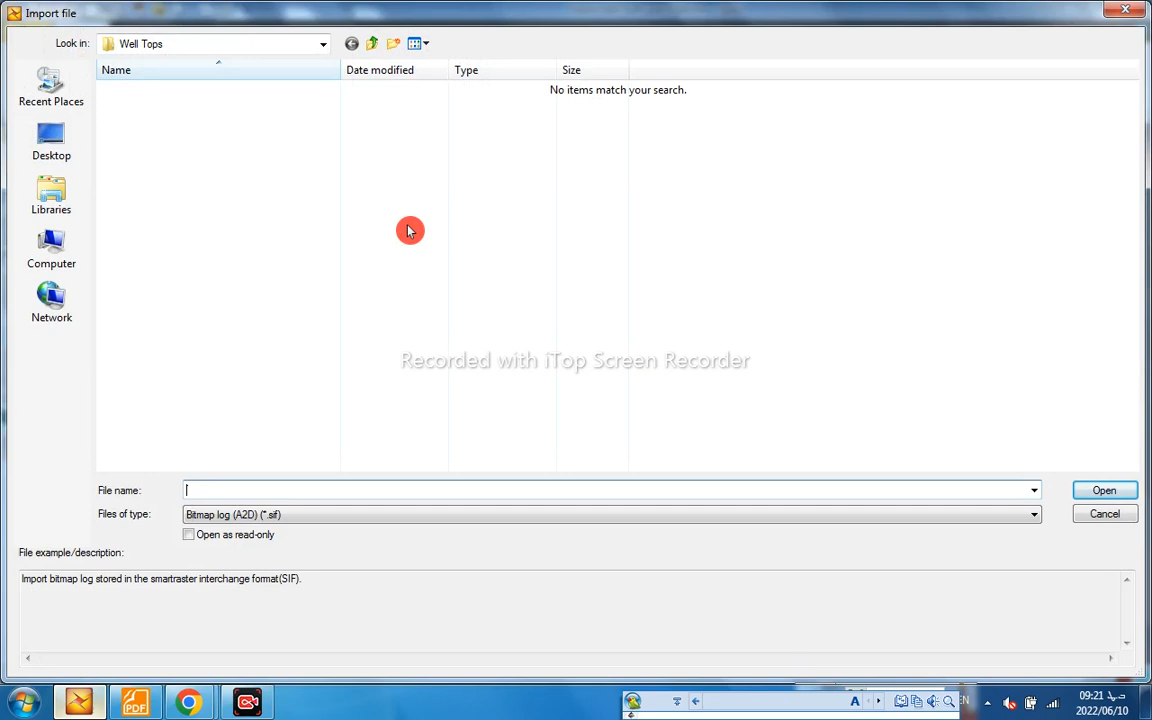 Import file
Look in:
Well Tops
Name
Date modified
Type
Size
No items match your search.
Recent Places
Desktop
Libraries
Computer
Network
Recorded with iTop Screen Recorder
File name:
Open
Files of type:
Bitmap log (A2D) (*.sif)
Cancel
Open as read-only
File example/description:
Import bitmap log stored in the smartraster interchange format(SIF).
PDF
A
EN
09:21
2022/06/10